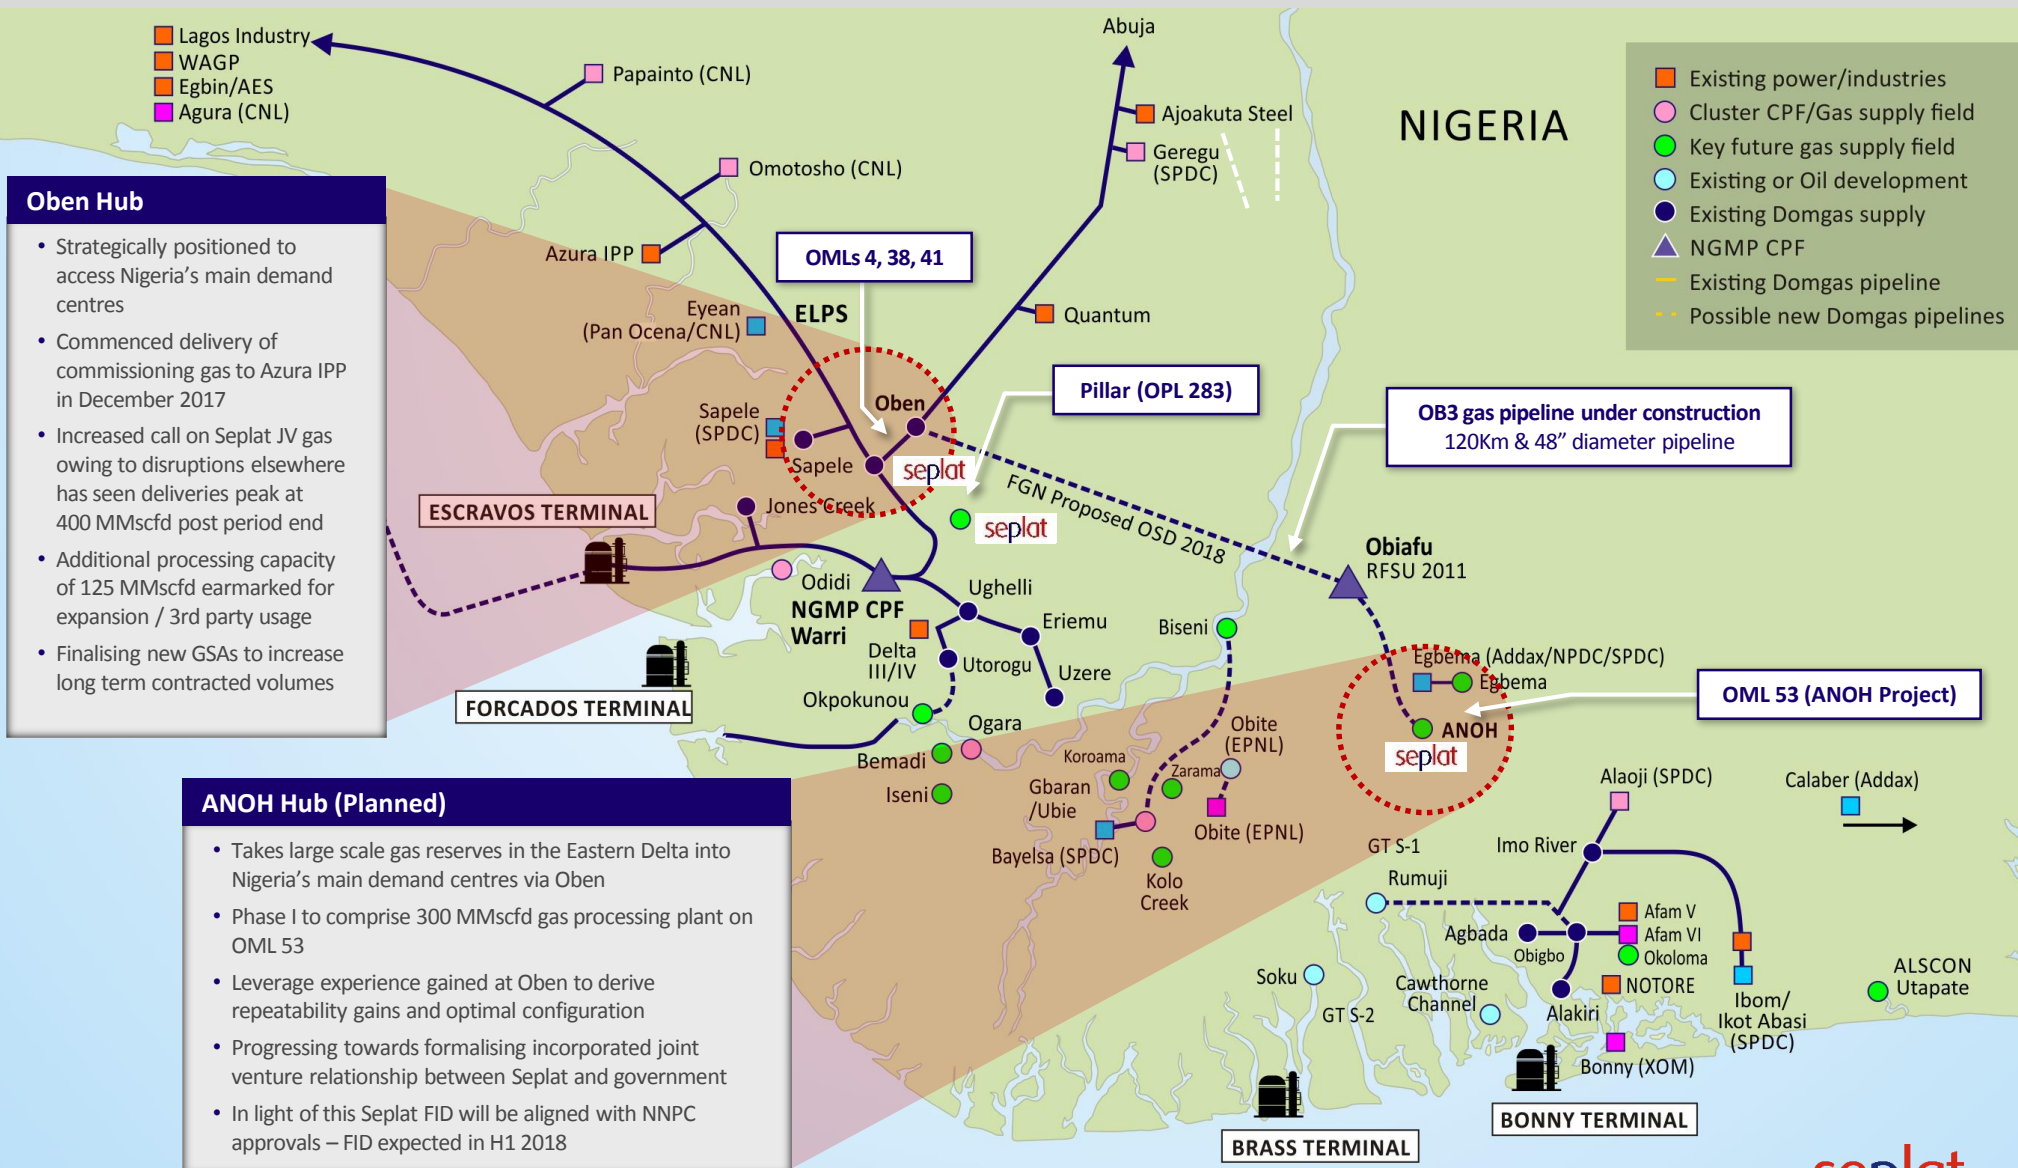 Lagos Industry
WAGP
Egbin/AES
Agura (CNL)
Papainto (CNL)
Omotosho (CNL)
Azura IPP
Eyean
(Pan Ocena/CNL)
ELPS
Abuja
Ajoakuta Steel
Geregu
(SPDC)
Quantum
NIGERIA
Existing power/industries
Cluster CPF/Gas supply field
Key future gas supply field
Existing or Oil development
Existing Domgas supply
NGMP CPF
Existing Domgas pipeline
Possible new Domgas pipelines
Oben Hub
• Strategically positioned to
access Nigeria's main demand
centres
• Commenced delivery of
commissioning gas to Azura IPP
in December 2017
• Increased call on Seplat JV gas
owing to disruptions elsewhere
has seen deliveries peak at
400 MMscfd post period end
• Additional processing capacity
of 125 MMscfd earmarked for
expansion / 3rd party usage
• Finalising new GSAs to increase
long term contracted volumes
OMLs 4, 38, 41
Pillar (OPL 283)
OB3 gas pipeline under construction
120Km & 48” diameter pipeline
Sapele
(SPDC)
Oben
Sapele
seplat
Jones Creek
seplat
FGN Proposed OSD 2018
ESCRAVOS TERMINAL
Odidi
NGMP CPF
Warri
Ughelli
Eriemu
Delta
III/IV
Utorogu
Uzere
Okpokunou
FORCADOS TERMINAL
Ogara
Bemadi
Iseni
Biseni
Obiafu
RFSU 2011
Egbema (Addax/NPDC/SPDC)
Egbema
OML 53 (ANOH Project)
ANOH
seplat
Koroama
Gbaran
/Ubie
Zarama
Obite
(EPNL)
Obite (EPNL)
Bayelsa (SPDC)
Kolo
Creek
ANOH Hub (Planned)
• Takes large scale gas reserves in the Eastern Delta into
Nigeria's main demand centres via Oben
• Phase I to comprise 300 MMscfd gas processing plant on
OML 53
• Leverage experience gained at Oben to derive
repeatability gains and optimal configuration
• Progressing towards formalising incorporated joint
venture relationship between Seplat and government
• In light of this Seplat FID will be aligned with NNPC
approvals – FID expected in H1 2018
Alaoji (SPDC)
Calaber (Addax)
GT S-1
Imo River
Rumuji
Agbada
Obigbo
Afam V
Afam VI
Okoloma
NOTORE
Soku
GT S-2
Cawthorne
Channel
Alakiri
Ibom/
Ikot Abasi
(SPDC)
ALSCON
Utapate
Bonny (XOM)
BONNY TERMINAL
BRASS TERMINAL
seplat